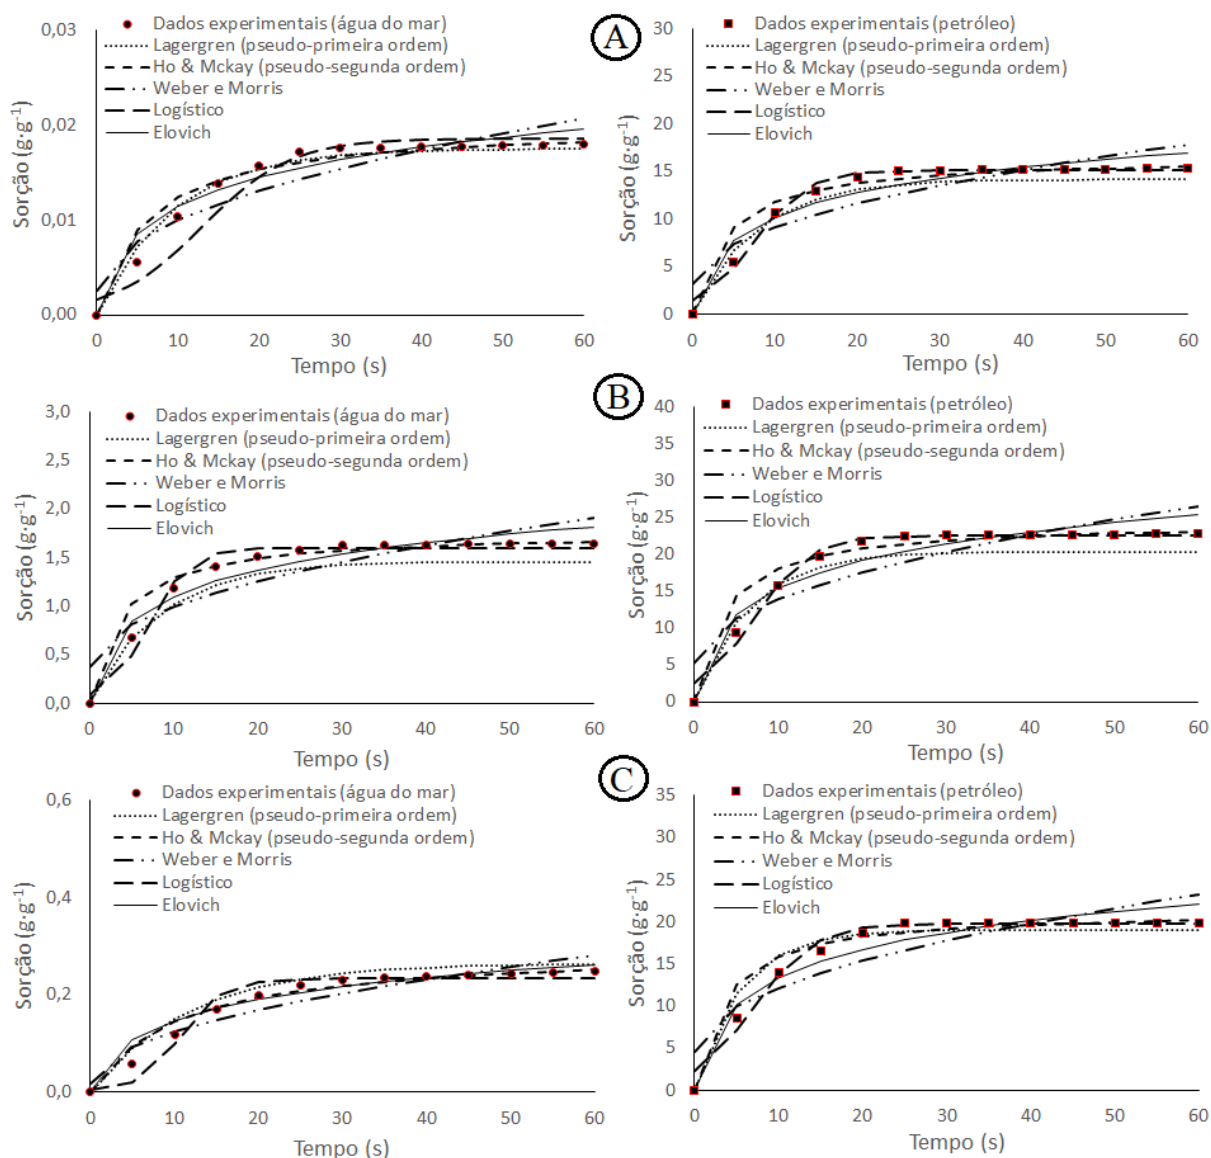 A
0,03
0,02
0,01
0,00
Sorção (g·g⁻¹)
Dados experimentais (água do mar)
Lagergren (pseudo-primeira ordem)
Ho & Mckay (pseudo-segunda ordem)
Weber e Morris
Logístico
Elovich
0 10 20 30 40 50 60
Tempo (s)
30
25
20
15
10
5
0
Sorção (g·g⁻¹)
Dados experimentais (petróleo)
Lagergren (pseudo-primeira ordem)
Ho & Mckay (pseudo-segunda ordem)
Weber e Morris
Logístico
Elovich
0 10 20 30 40 50 60
Tempo (s)
B
3,0
2,5
2,0
1,5
1,0
0,5
0,0
Sorção (g·g⁻¹)
Dados experimentais (água do mar)
Lagergren (pseudo-primeira ordem)
Ho & Mckay (pseudo-segunda ordem)
Weber e Morris
Logístico
Elovich
0 10 20 30 40 50 60
Tempo (s)
40
35
30
25
20
15
10
5
0
Sorção (g·g⁻¹)
Dados experimentais (petróleo)
Lagergren (pseudo-primeira ordem)
Ho & Mckay (pseudo-segunda ordem)
Weber e Morris
Logístico
Elovich
0 10 20 30 40 50 60
Tempo (s)
C
0,6
0,4
0,2
0,0
Sorção (g·g⁻¹)
Dados experimentais (água do mar)
Lagergren (pseudo-primeira ordem)
Ho & Mckay (pseudo-segunda ordem)
Weber e Morris
Logístico
Elovich
0 10 20 30 40 50 60
Tempo (s)
35
30
25
20
15
10
5
0
Sorção (g·g⁻¹)
Dados experimentais (petróleo)
Lagergren (pseudo-primeira ordem)
Ho & Mckay (pseudo-segunda ordem)
Weber e Morris
Logístico
Elovich
0 10 20 30 40 50 60
Tempo (s)